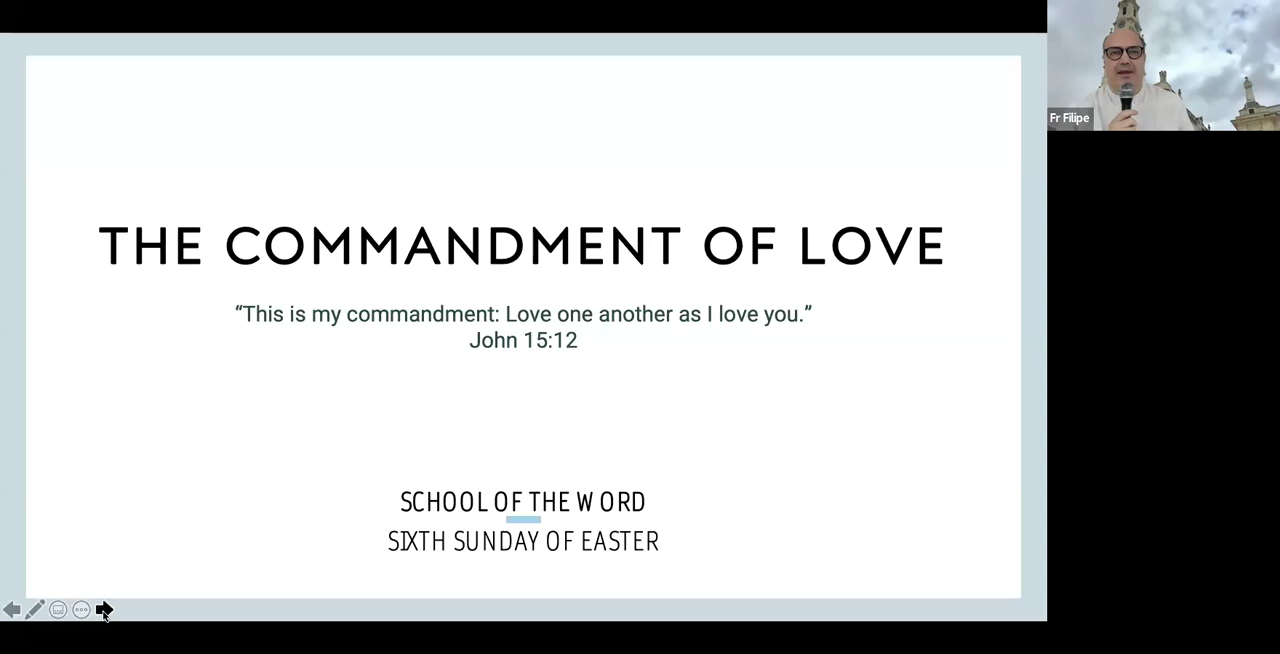 THE COMMANDMENT OF LOVE
“This is my commandment: Love one another as I love you.”
John 15:12
SCHOOL OF THE WORD
SIXTH SUNDAY OF EASTER
Fr Filipe